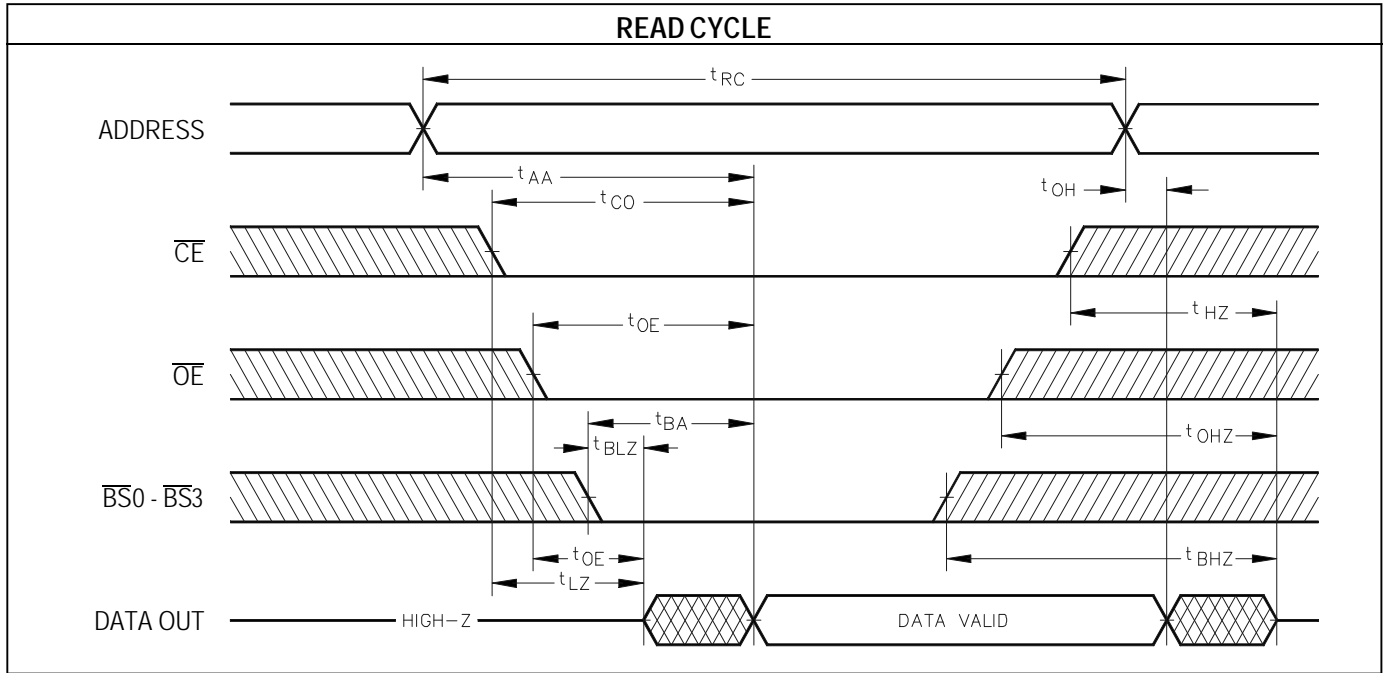 READ CYCLE
tRC
ADDRESS
tAA
tOH
tCO
CE
tHZ
tOE
OE
tBA
tOHZ
tBLZ
BS0 - BS3
tOE
tBHZ
tLZ
DATA OUT
HIGH-Z
DATA VALID